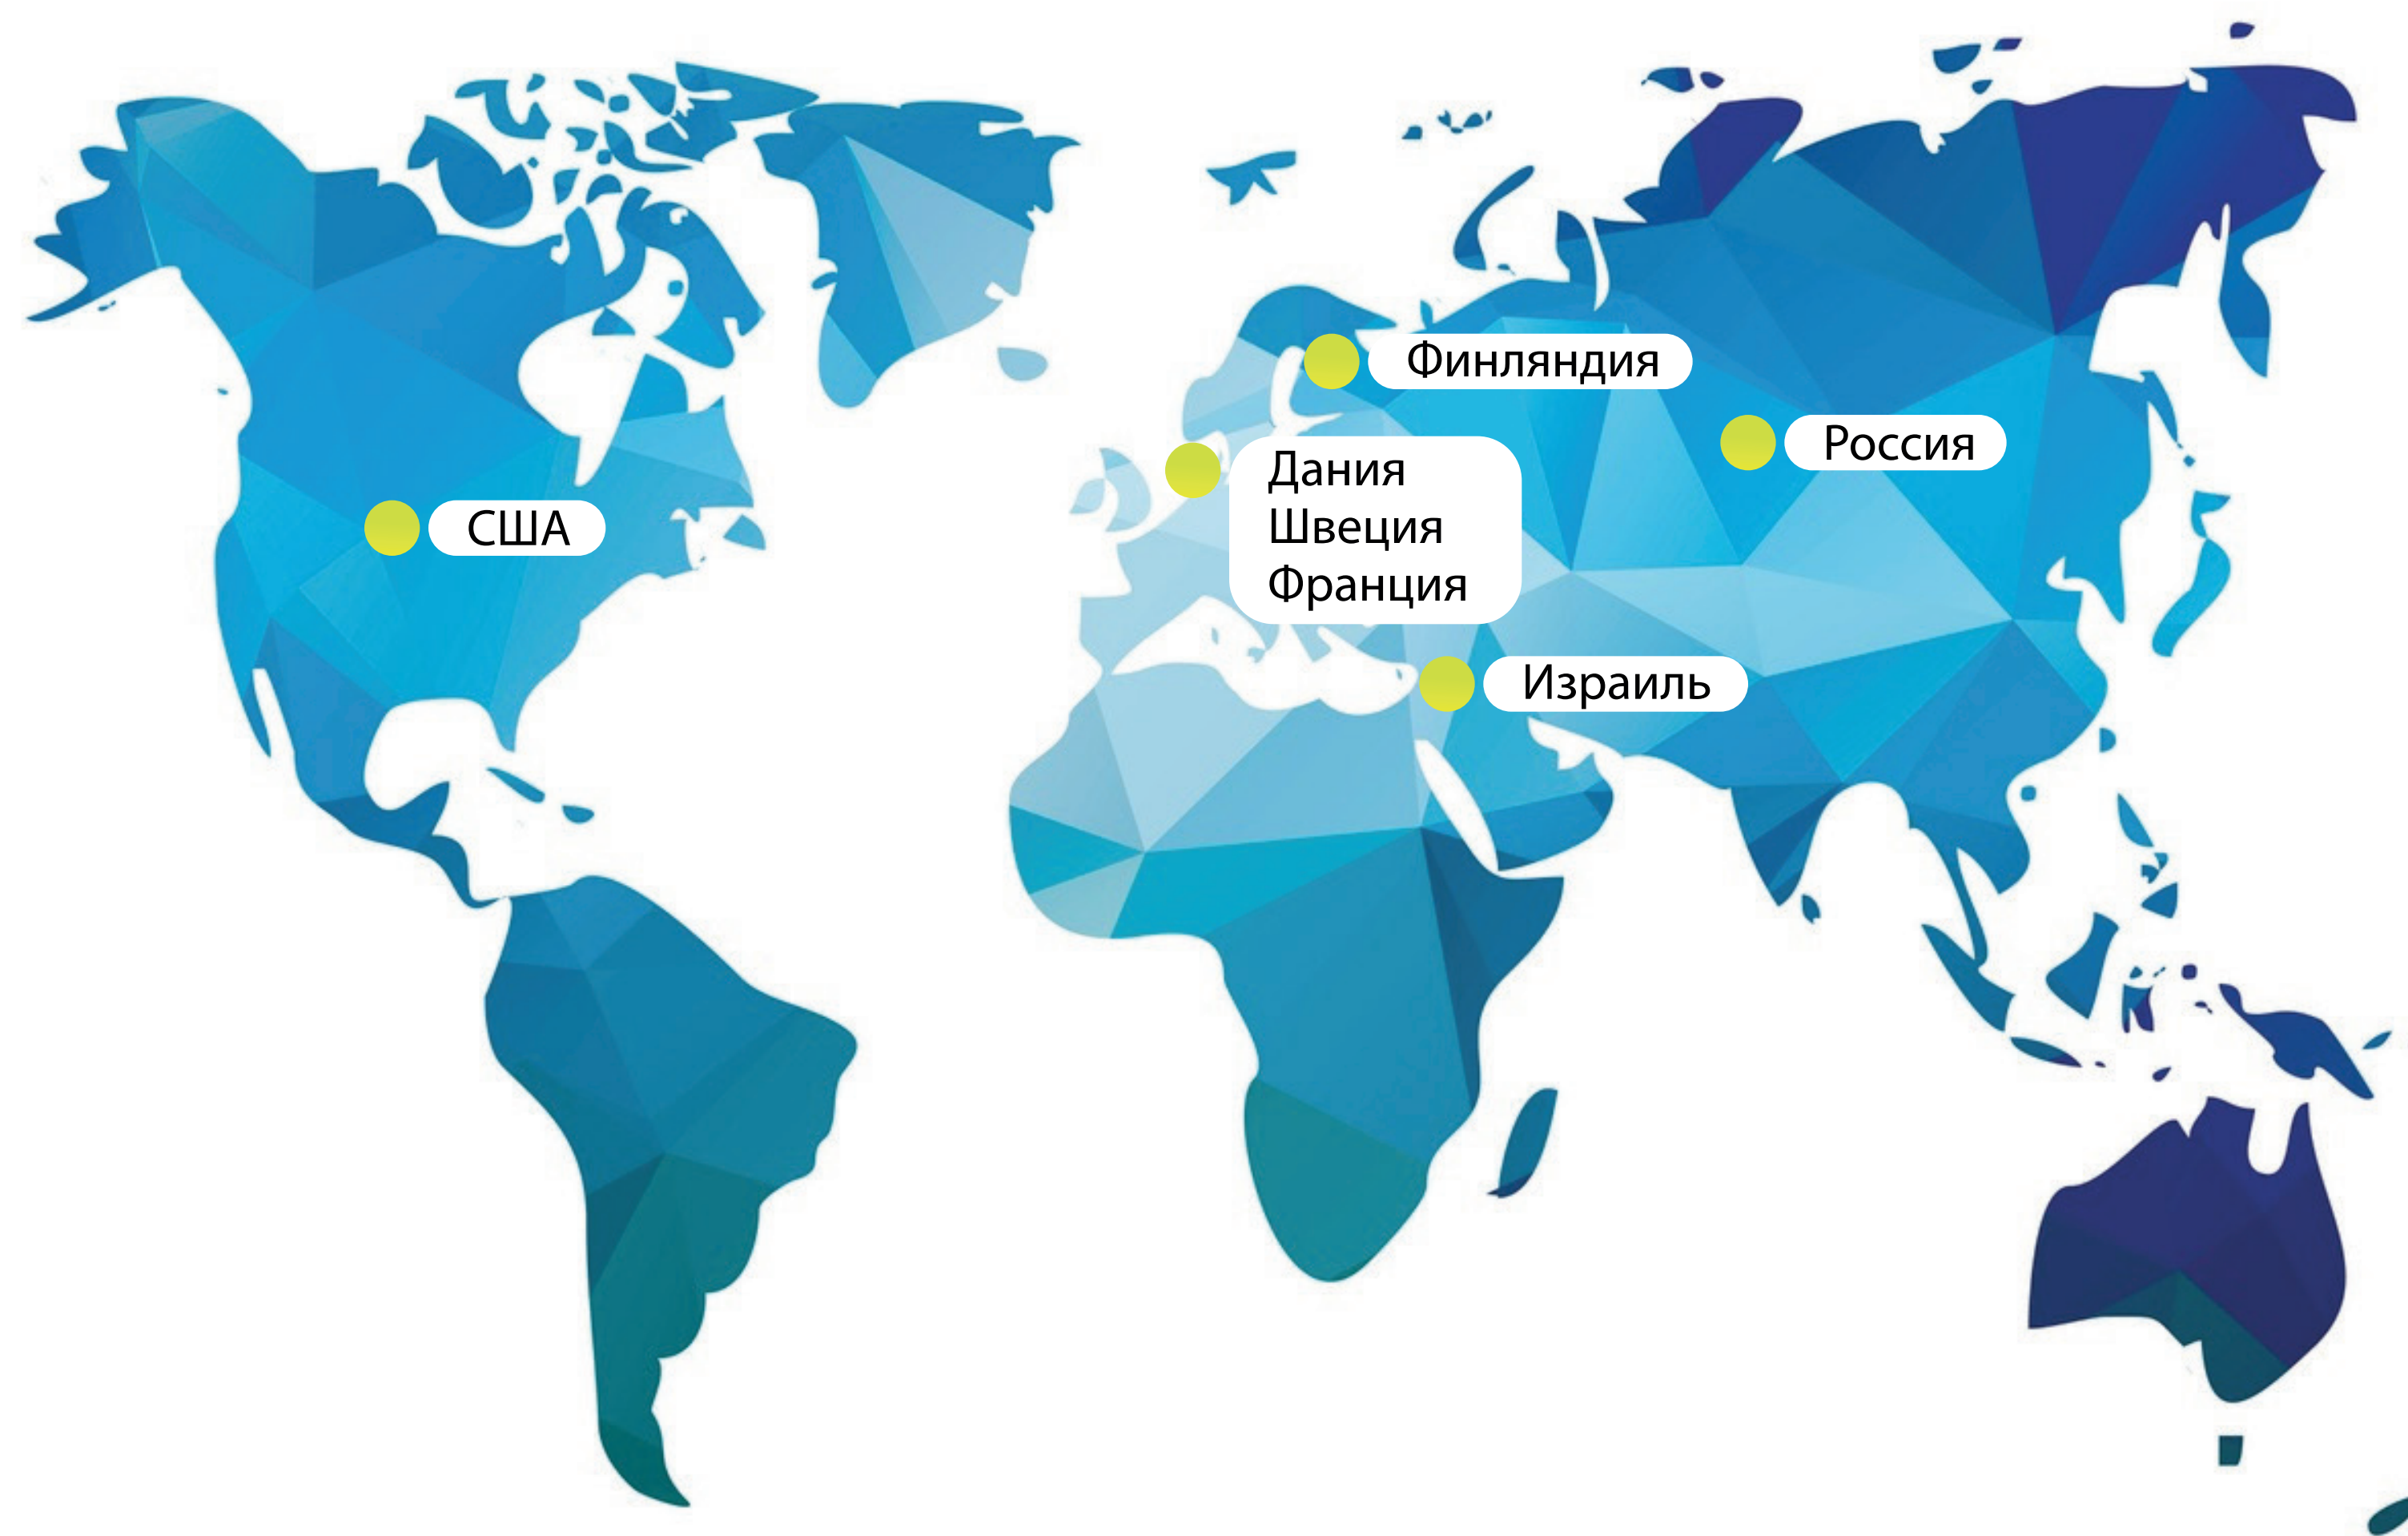 Финляндия
Россия
Дания
Швеция
Франция
США
Израиль